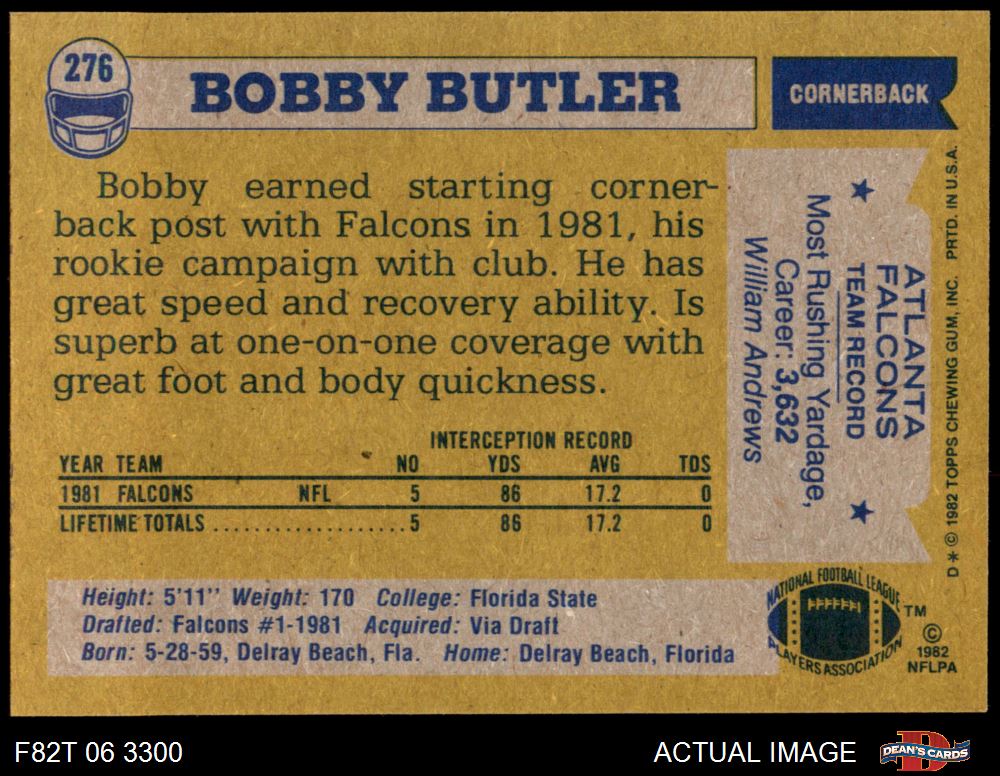 276
BOBBY BUTLER
CORNERBACK
Bobby earned starting corner-
back post with Falcons in 1981, his
rookie campaign with club. He has
great speed and recovery ability. Is
superb at one-on-one coverage with
great foot and body quickness.
INTERCEPTION RECORD
YEAR TEAM NO YDS AVG TDS
1981 FALCONS NFL 5 86 17.2 0
LIFETIME TOTALS ................... 5 86 17.2 0
ATLANTA
FALCONS
TEAM RECORD
Most Rushing Yardage,
Career: 3,632
William Andrews
D * © 1982 TOPPS CHEWING GUM, INC. PRTD. IN U.S.A.
Height: 5'11" Weight: 170 College: Florida State
Drafted: Falcons #1-1981 Acquired: Via Draft
Born: 5-28-59, Delray Beach, Fla. Home: Delray Beach, Florida
NATIONAL FOOTBALL LEAGUE
PLAYERS ASSOCIATION
TM
©
1982
NFLPA
F82T 06 3300
ACTUAL IMAGE
D
DEAN'S CARDS